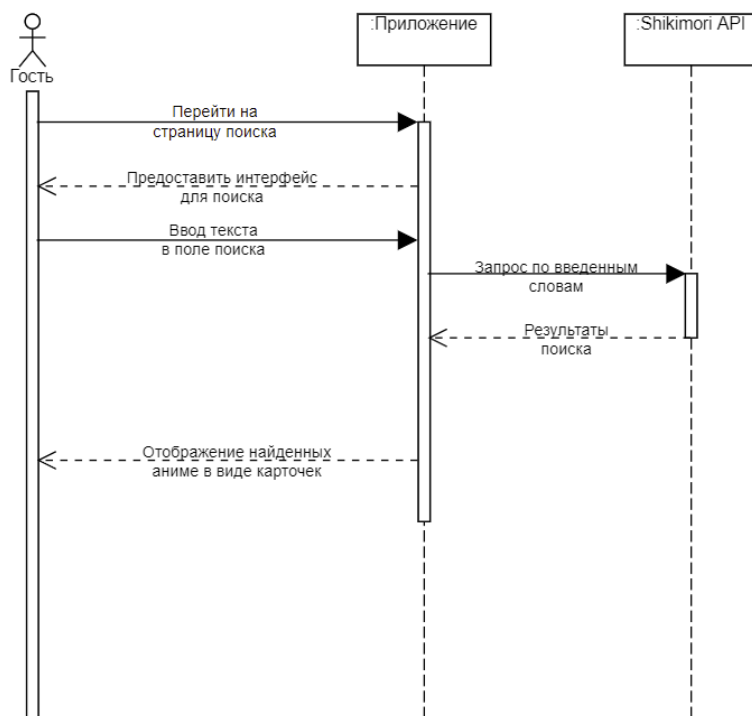 :Приложение
:Shikimori API
Гость
Перейти на
страницу поиска
Предоставить интерфейс
для поиска
Ввод текста
в поле поиска
Запрос по введенным
словам
Результаты
поиска
Отображение найденных
аниме в виде карточек